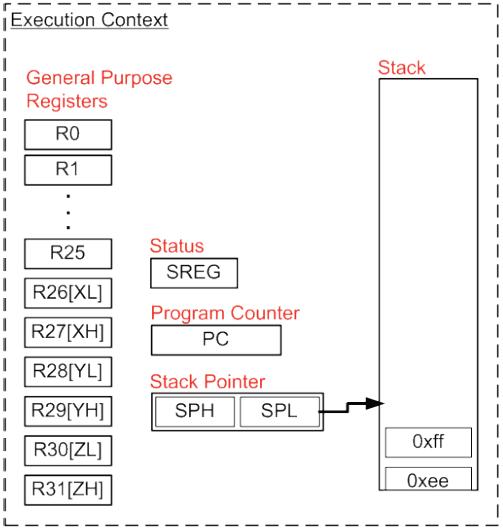 Execution Context
General Purpose
Registers
R0
R1
R25
R26[XL]
R27[XH]
R28[YL]
R29[YH]
R30[ZL]
R31[ZH]
Status
SREG
Program Counter
PC
Stack Pointer
SPH SPL
Stack
0xff
0xee